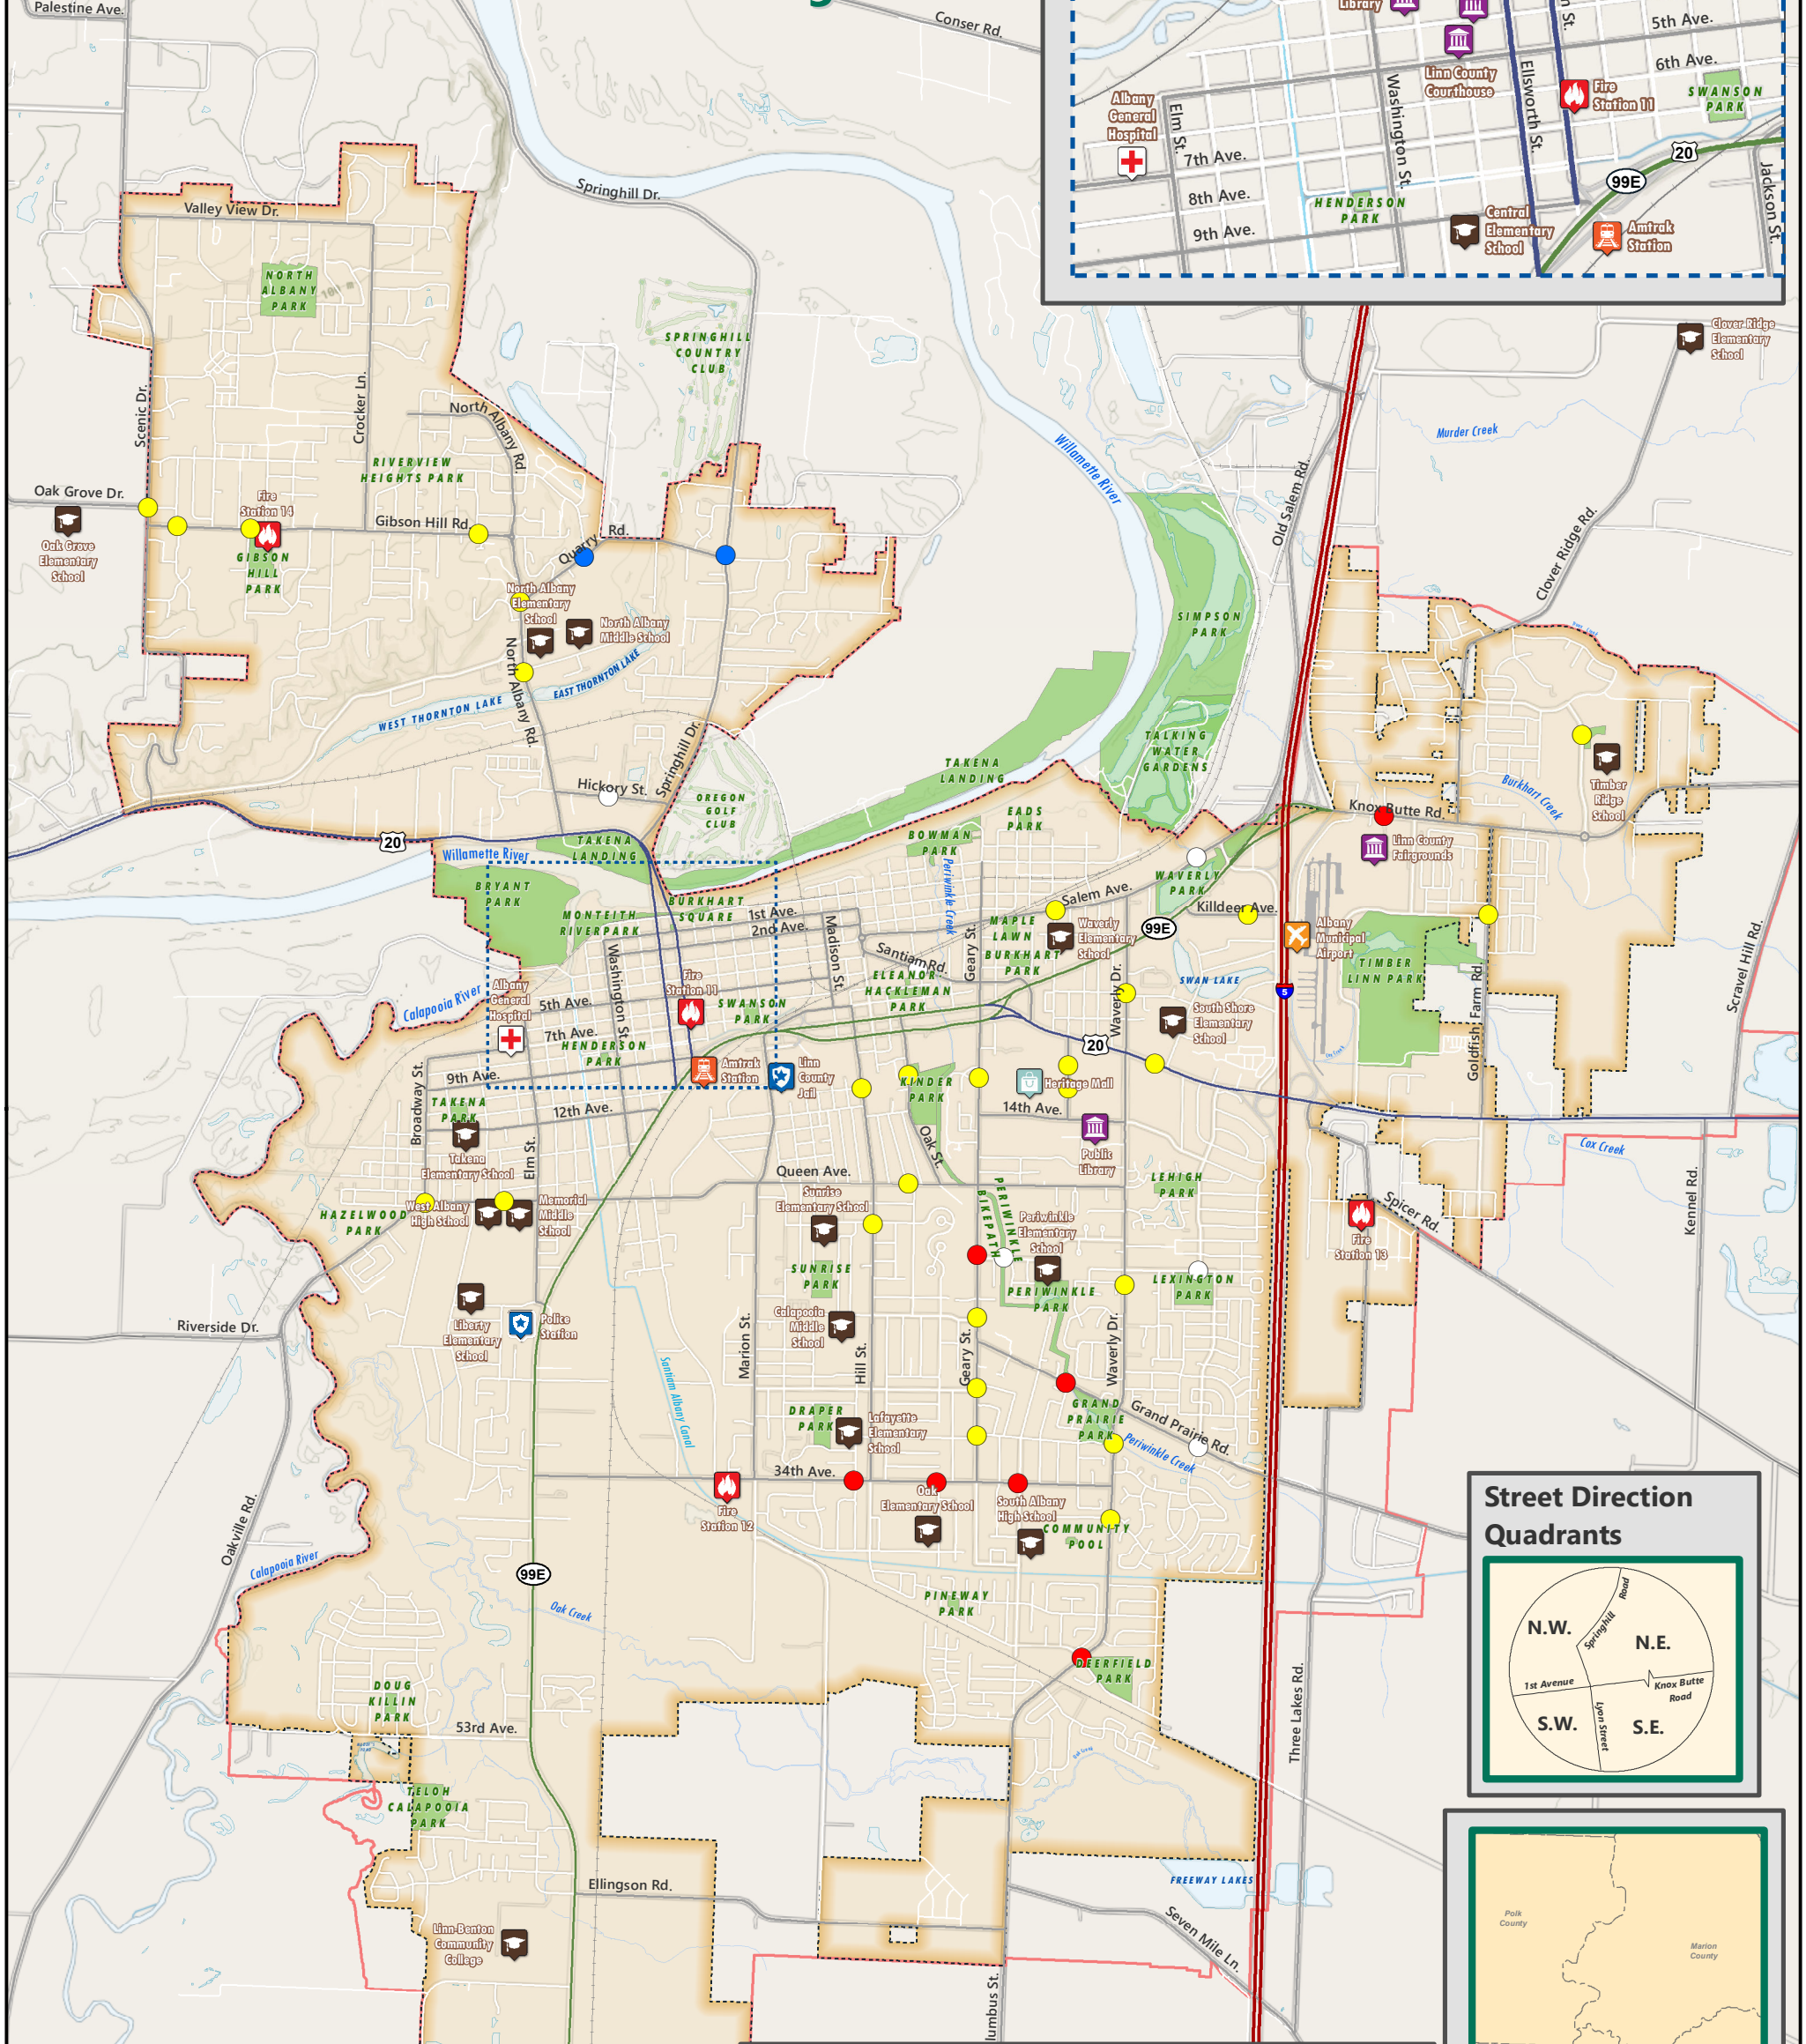 Palestine Ave.
Conser Rd.
Library
5th Ave.
6th Ave.
Linn County
Courthouse
Fire
Station 11
SWANSON
PARK
Albany
General
Hospital
Elm St.
Washington St.
Ellsworth St.
7th Ave.
8th Ave.
9th Ave.
HENDERSON
PARK
Central
Elementary
School
Amtrak
Station
20
99E
Jackson St.
Springhill Dr.
Valley View Dr.
NORTH
ALBANY
PARK
SPRINGHILL
COUNTRY
CLUB
Clover Ridge
Elementary
School
Scenic Dr.
Crocker Ln.
North Albany Rd.
RIVERVIEW
HEIGHTS PARK
Willamette River
Murder Creek
Old Salem Rd.
Clover Ridge Rd.
Oak Grove Dr.
Oak Grove
Elementary
School
Fire
Station 14
Gibson Hill Rd.
GIBSON
HILL
PARK
Quarry Rd.
North Albany
Elementary
School
North Albany
Middle School
North Albany Rd.
WEST THORNTON LAKE
EAST THORNTON LAKE
SIMPSON
PARK
TALKING
WATER
GARDENS
TAKENA
LANDING
Hickory St.
Springhill Dr.
OREGON
GOLF
CLUB
Timber
Ridge
School
Burkhart
Creek
Knox Butte Rd.
Linn County
Fairgrounds
20
Willamette River
TAKENA
LANDING
BRYANT
PARK
MONTEITH
RIVERPARK
BURKHART
SQUARE
1st Ave.
2nd Ave.
Madison St.
BOWMAN
PARK
EADS
PARK
Periwinkle Creek
Salem Ave.
WAVERLY
PARK
Killdeer Ave.
MAPLE
LAWN
BURKHART
PARK
Waverly
Elementary
School
99E
Albany
Municipal
Airport
TIMBER
LINN PARK
Goldfish Farm Rd.
Scravel Hill Rd.
Calapooia River
Albany
General
Hospital
Washington St.
Fire
Station 11
5th Ave.
7th Ave.
9th Ave.
12th Ave.
HENDERSON
PARK
SWANSON
PARK
Santiam Rd.
Geary St.
ELEANOR
HACKLEMAN
PARK
SWAN LAKE
South Shore
Elementary
School
Waverly Dr.
20
5
Amtrak
Station
Linn
County
Jail
KINDER
PARK
Heritage Mall
14th Ave.
Public
Library
Oak St.
Broadway St.
TAKENA
PARK
Takena
Elementary School
Elm St.
Queen Ave.
Sunrise
Elementary School
West Albany
High School
Memorial
Middle
School
HAZELWOOD
PARK
LEHIGH
PARK
Cox Creek
Kennel Rd.
Spicer Rd.
Fire
Station 13
PERIWINKLE
BIKEPATH
Periwinkle
Elementary
School
PERIWINKLE
PARK
LEXINGTON
PARK
SUNRISE
PARK
Calapooia
Middle
School
Riverside Dr.
Liberty
Elementary
School
Police
Station
Santiam Albany Canal
Marion St.
Hill St.
Geary St.
Waverly Dr.
DRAPER
PARK
Lafayette
Elementary
School
GRAND
PRAIRIE
PARK
Grand Prairie Rd.
Periwinkle Creek
34th Ave.
Fire
Station 12
Oak
Elementary School
South Albany
High School
COMMUNITY
POOL
Oakville Rd.
Calapooia River
99E
Oak Creek
PINEWAY
PARK
DEERFIELD
PARK
DOUG
KILLIN
PARK
53rd Ave.
TELOH
CALAPOOIA
PARK
Three Lakes Rd.
Ellingson Rd.
Linn-Benton
Community
College
FREEWAY LAKES
Seven Mile Ln.
lumbus St.
Street Direction
Quadrants
N.W.
N.E.
S.W.
S.E.
Springhill Road
1st Avenue
Knox Butte
Road
Lyon Street
Polk
County
Marion
County